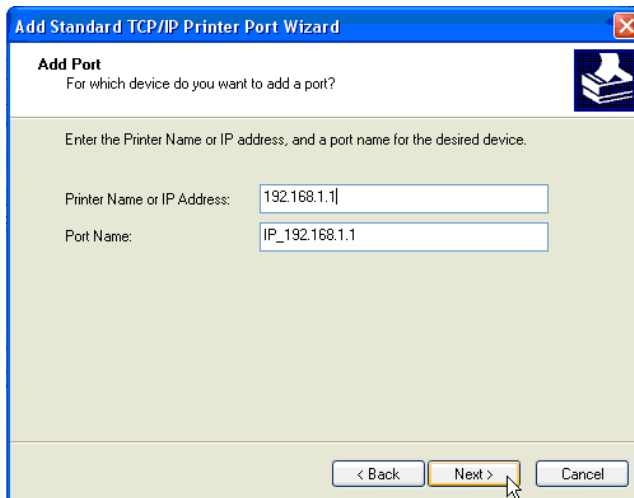 Add Standard TCP/IP Printer Port Wizard
Add Port
For which device do you want to add a port?
Enter the Printer Name or IP address, and a port name for the desired device.
Printer Name or IP Address: 192.168.1.1
Port Name: IP_192.168.1.1
< Back Next > Cancel